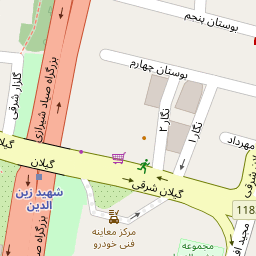 بوستان پنجم
بوستان چهارم
بزرگراه صیاد شیرازی
گلزار شرقی
نگار ۲
نگار ۱
مهرداد
گیلان
گیلان
گیلان شرقی
شهید زین
الدین
مرکز معاینه
فنی خودرو
مجموعه
بزرگراه صیاد
118